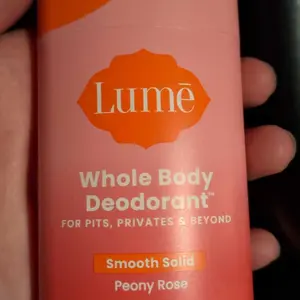 Lumē
Whole Body
Deodorant™
FOR PITS, PRIVATES & BEYOND
Smooth Solid
Peony Rose